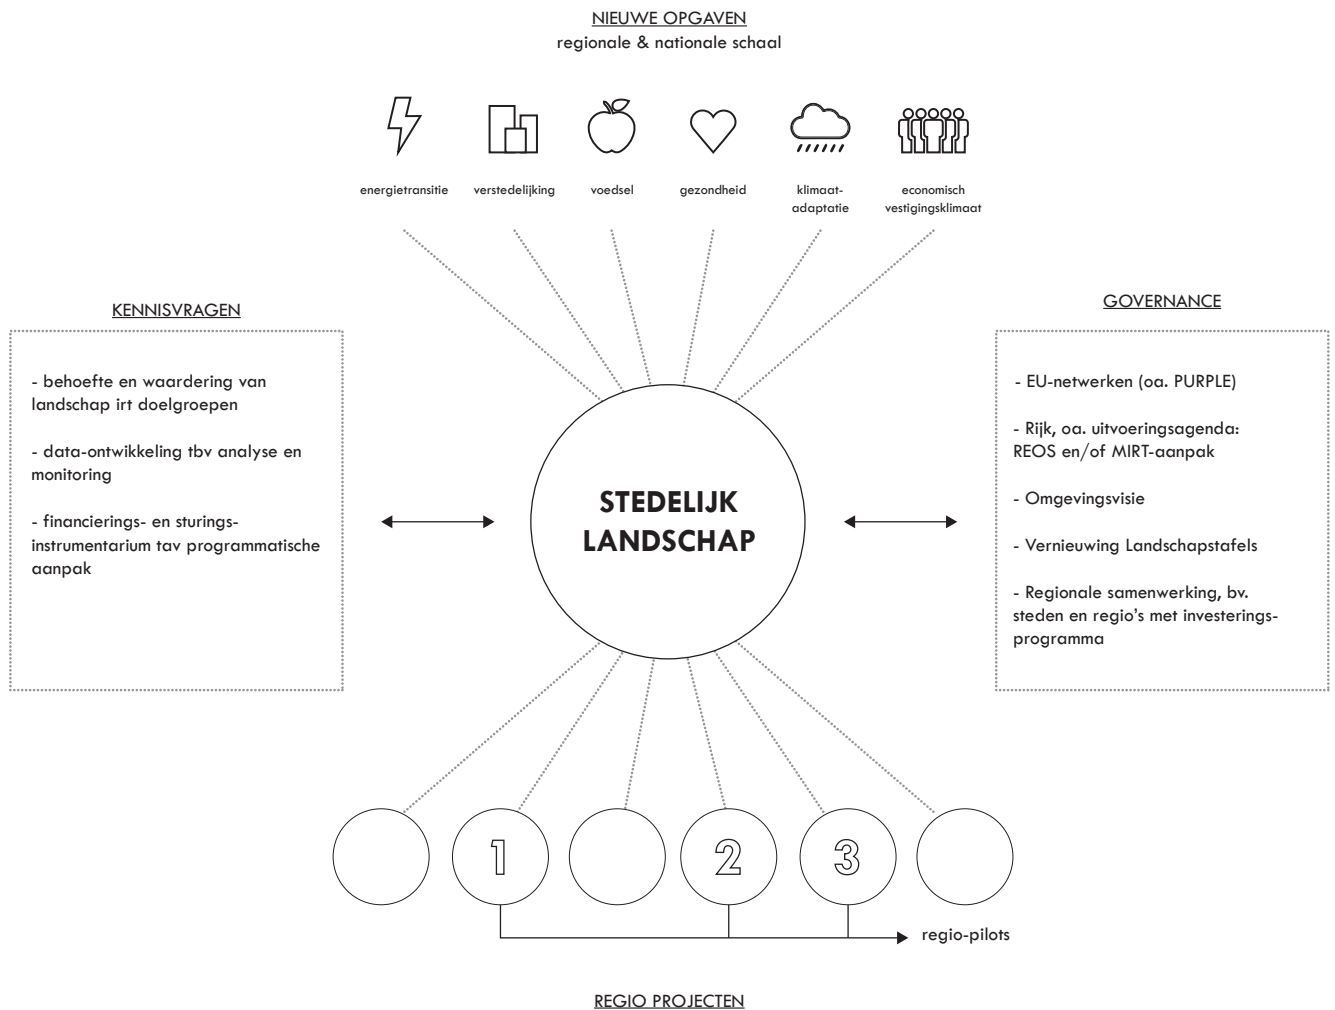 NIEUWE OPGAVEN
regionale & nationale schaal
energietransitie
verstedelijking
voedsel
gezondheid
klimaat-
adaptatie
economisch
vestigingsklimaat
KENNISVRAGEN
- behoefte en waardering van
landschap irt doelgroepen
- data-ontwikkeling tbv analyse en
monitoring
- financierings- en sturings-
instrumentarium tav programmatische
aanpak
STEDELIJK
LANDSCHAP
GOVERNANCE
- EU-netwerken (oa. PURPLE)
- Rijk, oa. uitvoeringsagenda:
REOS en/of MIRT-aanpak
- Omgevingsvisie
- Vernieuwing Landschapstafels
- Regionale samenwerking, bv.
steden en regio's met investerings-
programma
1
2
3
regio-pilots
REGIO PROJECTEN